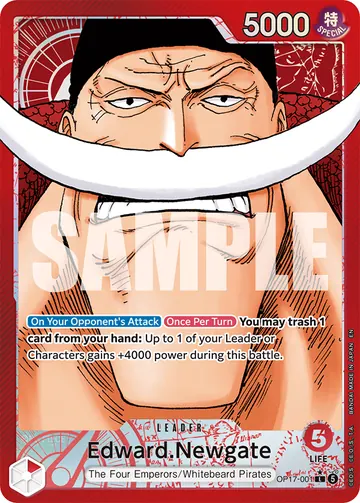 5000 特
SPECIAL
SAMPLE
On Your Opponent's Attack Once Per Turn You may trash 1
card from your hand: Up to 1 of your Leader or
Characters gains +4000 power during this battle.
LEADER
Edward.Newgate
The Four Emperors/Whitebeard Pirates
5
LIFE
OP17-001 L 5